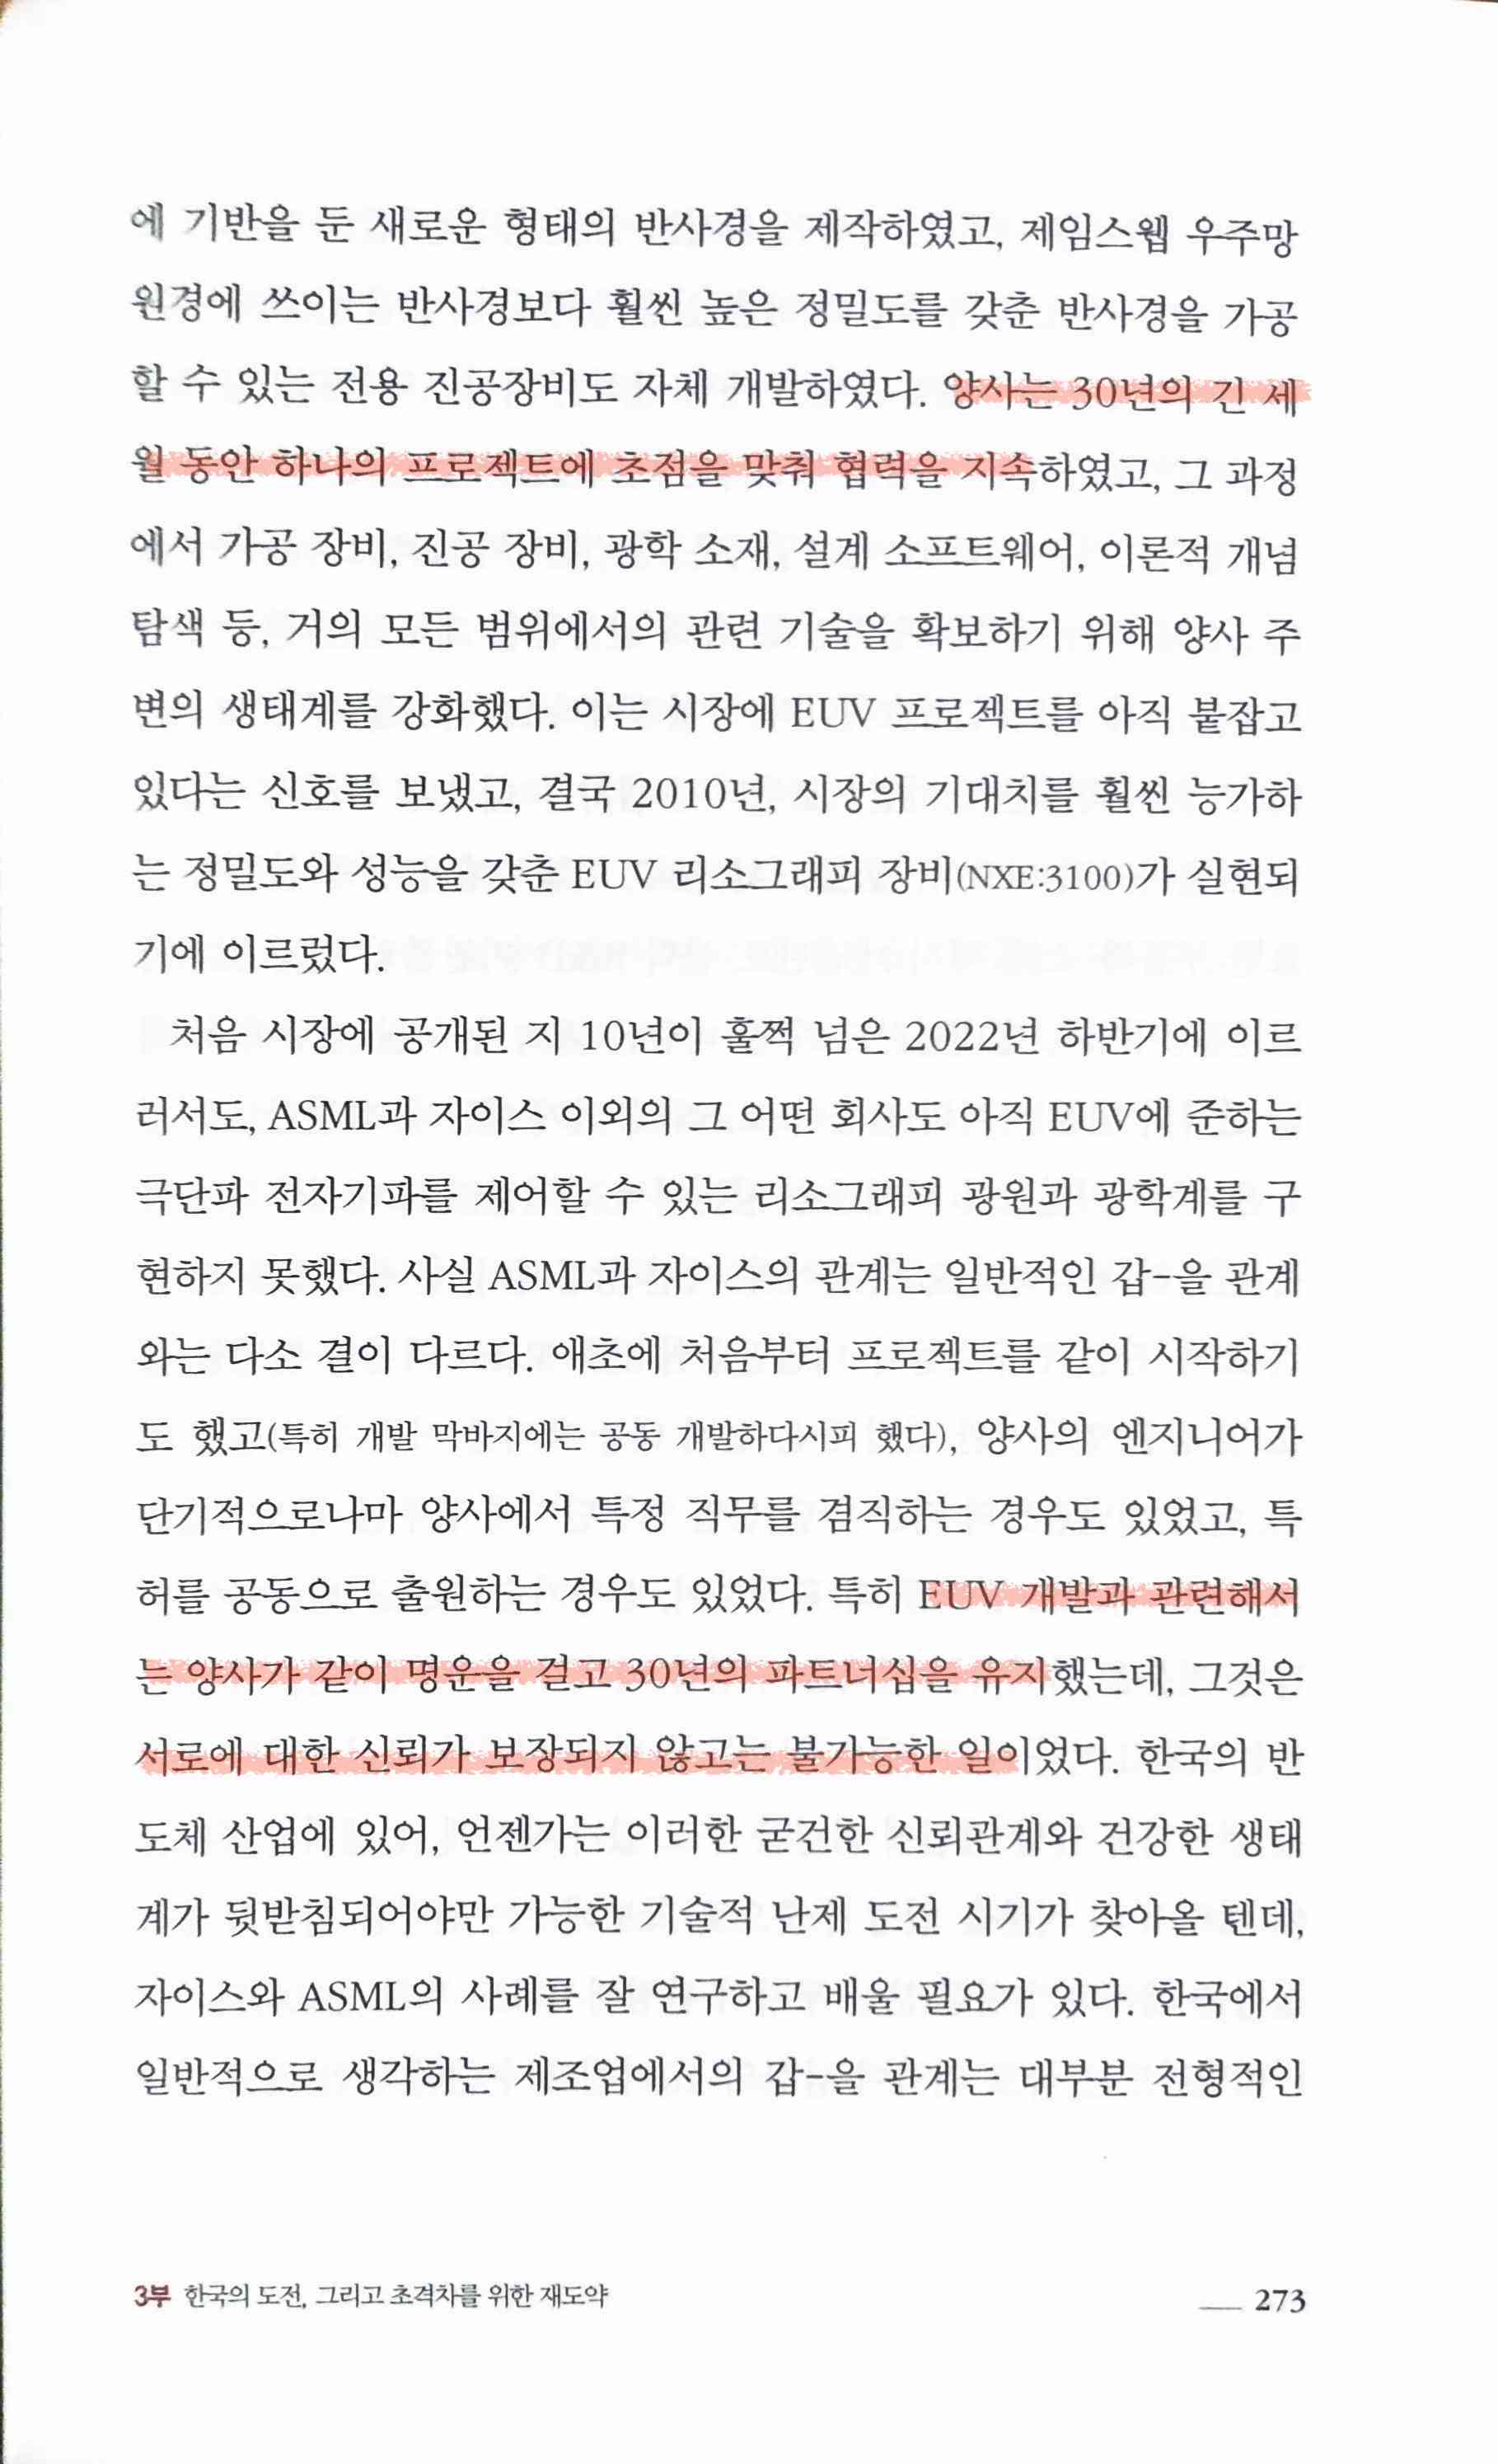 에 기반을 둔 새로운 형태의 반사경을 제작하였고, 제임스웹 우주망
원경에 쓰이는 반사경보다 훨씬 높은 정밀도를 갖춘 반사경을 가공
할 수 있는 전용 진공장비도 자체 개발하였다. 양사는 30년의 긴 세
월 동안 하나의 프로젝트에 초점을 맞춰 협력을 지속하였고, 그 과정
에서 가공 장비, 진공 장비, 광학 소재, 설계 소프트웨어, 이론적 개념
탐색 등, 거의 모든 범위에서의 관련 기술을 확보하기 위해 양사 주
변의 생태계를 강화했다. 이는 시장에 EUV 프로젝트를 아직 붙잡고
있다는 신호를 보냈고, 결국 2010년, 시장의 기대치를 훨씬 능가하
는 정밀도와 성능을 갖춘 EUV 리소그래피 장비(NXE:3100)가 실현되
기에 이르렀다.
처음 시장에 공개된 지 10년이 훌쩍 넘은 2022년 하반기에 이르
러서도, ASML과 자이스 이외의 그 어떤 회사도 아직 EUV에 준하는
극단파 전자기파를 제어할 수 있는 리소그래피 광원과 광학계를 구
현하지 못했다. 사실 ASML과 자이스의 관계는 일반적인 갑-을 관계
와는 다소 결이 다르다. 애초에 처음부터 프로젝트를 같이 시작하기
도 했고(특히 개발 막바지에는 공동 개발하다시피 했다), 양사의 엔지니어가
단기적으로나마 양사에서 특정 직무를 겸직하는 경우도 있었고, 특
허를 공동으로 출원하는 경우도 있었다. 특히 EUV 개발과 관련해서
는 양사가 같이 명운을 걸고 30년의 파트너십을 유지했는데, 그것은
서로에 대한 신뢰가 보장되지 않고는 불가능한 일이었다. 한국의 반
도체 산업에 있어, 언젠가는 이러한 굳건한 신뢰관계와 건강한 생태
계가 뒷받침되어야만 가능한 기술적 난제 도전 시기가 찾아올 텐데,
자이스와 ASML의 사례를 잘 연구하고 배울 필요가 있다. 한국에서
일반적으로 생각하는 제조업에서의 갑-을 관계는 대부분 전형적인
3부 한국의 도전, 그리고 초격차를 위한 재도약
273